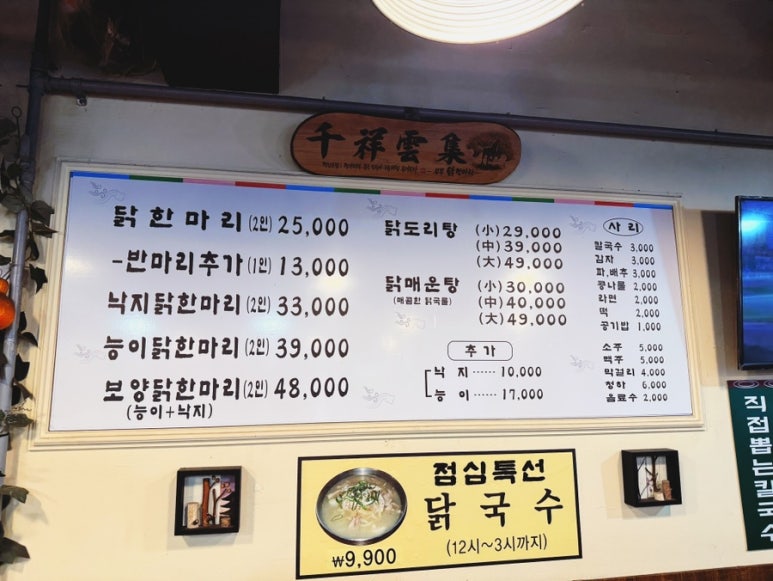 千祥雲集
닭한마리(2인) 25,000
-반마리추가(1인) 13,000
낙지닭한마리(2인) 33,000
능이닭한마리(2인) 39,000
보양닭한마리(2인) 48,000
(능이+낙지)
닭도리탕 (小) 29,000
(中) 39,000
(大) 49,000
닭매운탕 (小) 30,000
(매콤한 닭국물) (中) 40,000
(大) 49,000
추가
낙지 ······ 10,000
능이 ······ 17,000
사리
칼국수 3,000
감자 3,000
파,배추 3,000
콩나물 2,000
라면 2,000
떡 2,000
공기밥 1,000
소주 5,000
맥주 5,000
막걸리 4,000
청하 6,000
음료수 2,000
점심특선
닭국수
(12시~3시까지)
₩9,900
직접뽑는칼국수